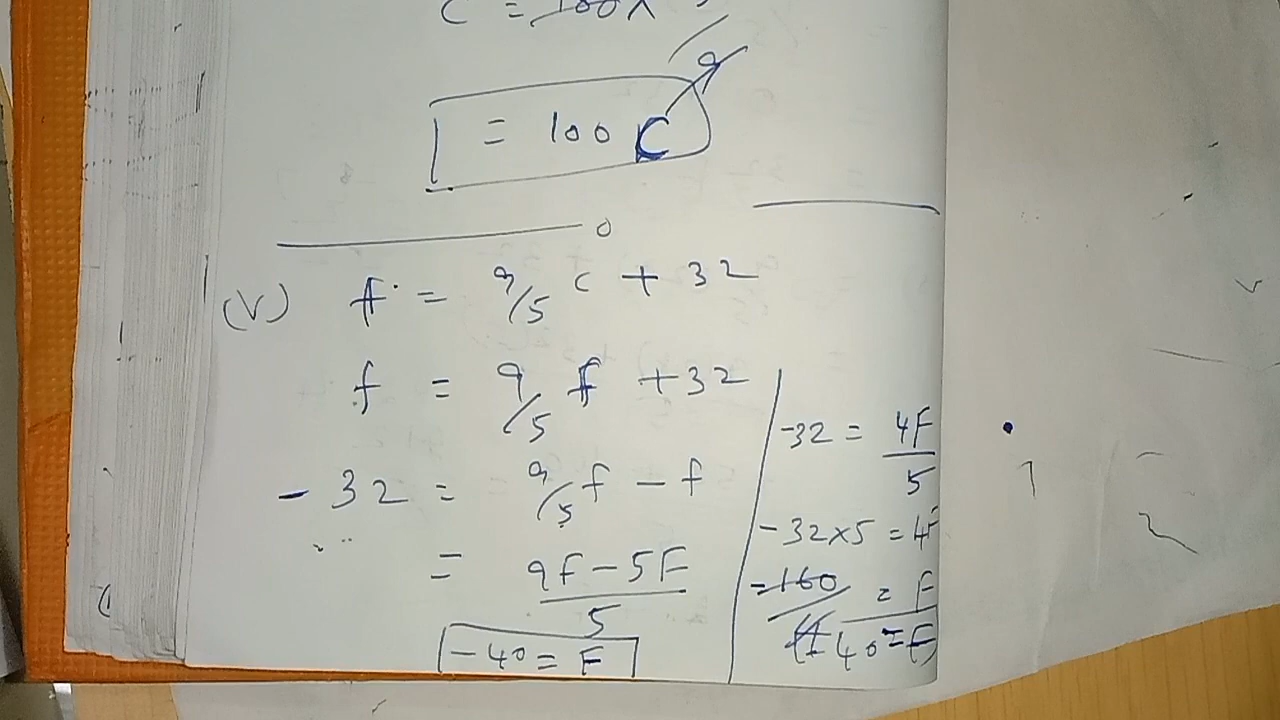 C = 100
= 100 C
(V) F = 9/5 C + 32
f = 9/5 f + 32
- 32 = 9/5 f - f
= 9F - 5F / 5
- 40 = F
-32 = 4F / 5
- 32 x 5 = 4F
-160 / 4 = F
- 40 = F